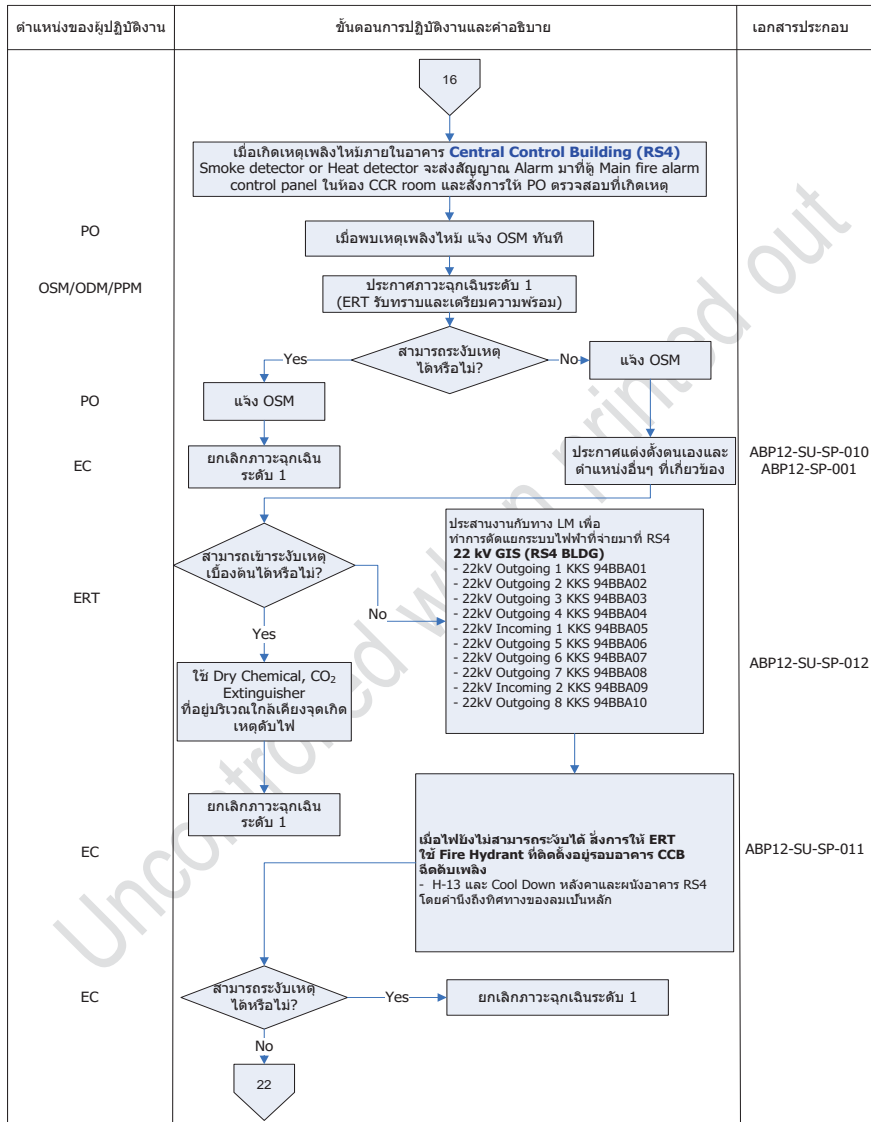 ตำแหน่งของผู้ปฏิบัติงาน
ขั้นตอนการปฏิบัติงานและคำอธิบาย
เอกสารประกอบ
16
เมื่อเกิดเหตุเพลิงไหม้ภายในอาคาร Central Control Building (RS4)
Smoke detector or Heat detector จะส่งสัญญาณ Alarm มาที่ตู้ Main fire alarm
control panel ในห้อง CCR room และสั่งการให้ PO ตรวจสอบที่เกิดเหตุ
PO
เมื่อพบเหตุเพลิงไหม้ แจ้ง OSM ทันที
OSM/ODM/PPM
ประกาศภาวะฉุกเฉินระดับ 1
(ERT รับทราบและเตรียมความพร้อม)
สามารถระงับเหตุ
ได้หรือไม่?
Yes
No
แจ้ง OSM
PO
แจ้ง OSM
EC
ยกเลิกภาวะฉุกเฉิน
ระดับ 1
ประกาศแต่งตั้งตนเองและ
ตำแหน่งอื่นๆ ที่เกี่ยวข้อง
ABP12-SU-SP-010
ABP12-SP-001
สามารถเข้าระงับเหตุ
เบื้องต้นได้หรือไม่?
ERT
No
Yes
ประสานงานกับทาง LM เพื่อ
ทำการตัดแยกระบบไฟฟ้าที่จ่ายมาที่ RS4
22 kV GIS (RS4 BLDG)
- 22kV Outgoing 1 KKS 94BBA01
- 22kV Outgoing 2 KKS 94BBA02
- 22kV Outgoing 3 KKS 94BBA03
- 22kV Outgoing 4 KKS 94BBA04
- 22kV Incoming 1 KKS 94BBA05
- 22kV Outgoing 5 KKS 94BBA06
- 22kV Outgoing 6 KKS 94BBA07
- 22kV Outgoing 7 KKS 94BBA08
- 22kV Incoming 2 KKS 94BBA09
- 22kV Outgoing 8 KKS 94BBA10
ABP12-SU-SP-012
ใช้ Dry Chemical, CO₂
Extinguisher
ที่อยู่บริเวณใกล้เคียงจุดเกิด
เหตุดับไฟ
ยกเลิกภาวะฉุกเฉิน
ระดับ 1
EC
เมื่อไฟยังไม่สามารถระงับได้ สั่งการให้ ERT
ใช้ Fire Hydrant ที่ติดตั้งอยู่รอบอาคาร CCB
ฉีดดับเพลิง
- H-13 และ Cool Down หลังคาและผนังอาคาร RS4
โดยคำนึงถึงทิศทางของลมเป็นหลัก
ABP12-SU-SP-011
EC
สามารถระงับเหตุ
ได้หรือไม่?
Yes
ยกเลิกภาวะฉุกเฉินระดับ 1
No
22
Uncontrolled when printed out